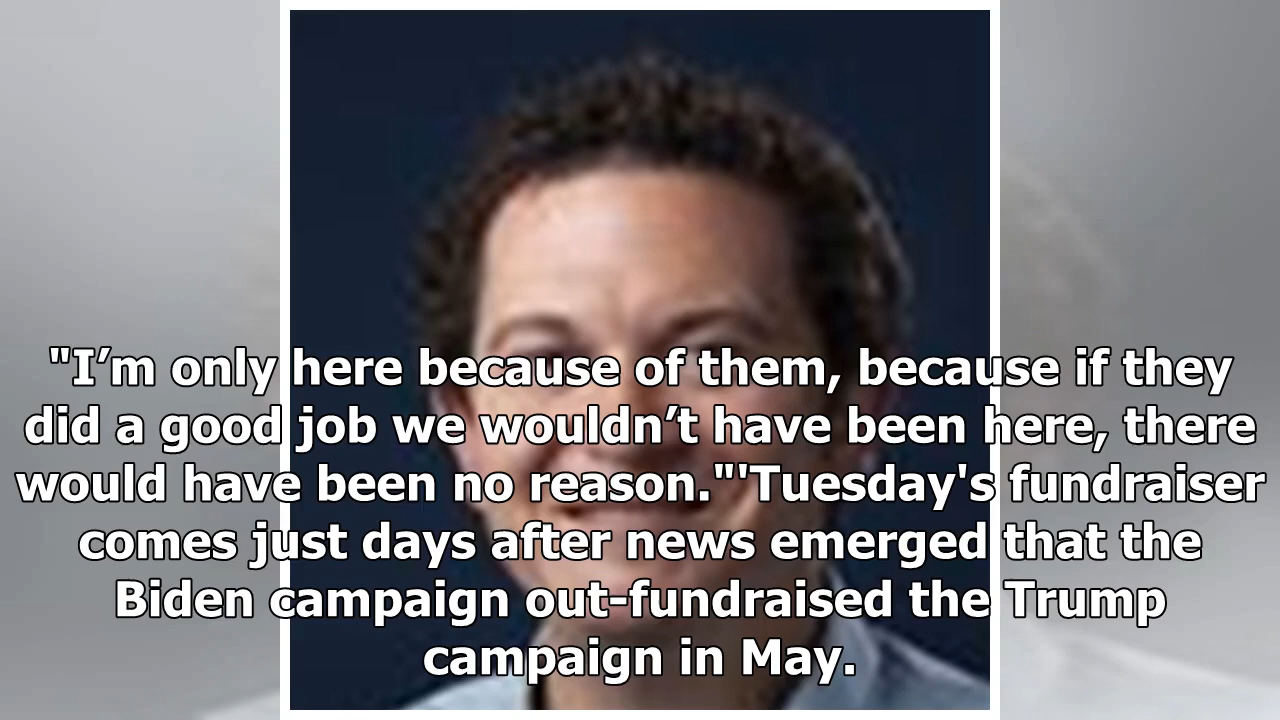 "I’m only here because of them, because if they
did a good job we wouldn’t have been here, there
would have been no reason."'Tuesday's fundraiser
comes just days after news emerged that the
Biden campaign out-fundraised the Trump
campaign in May.